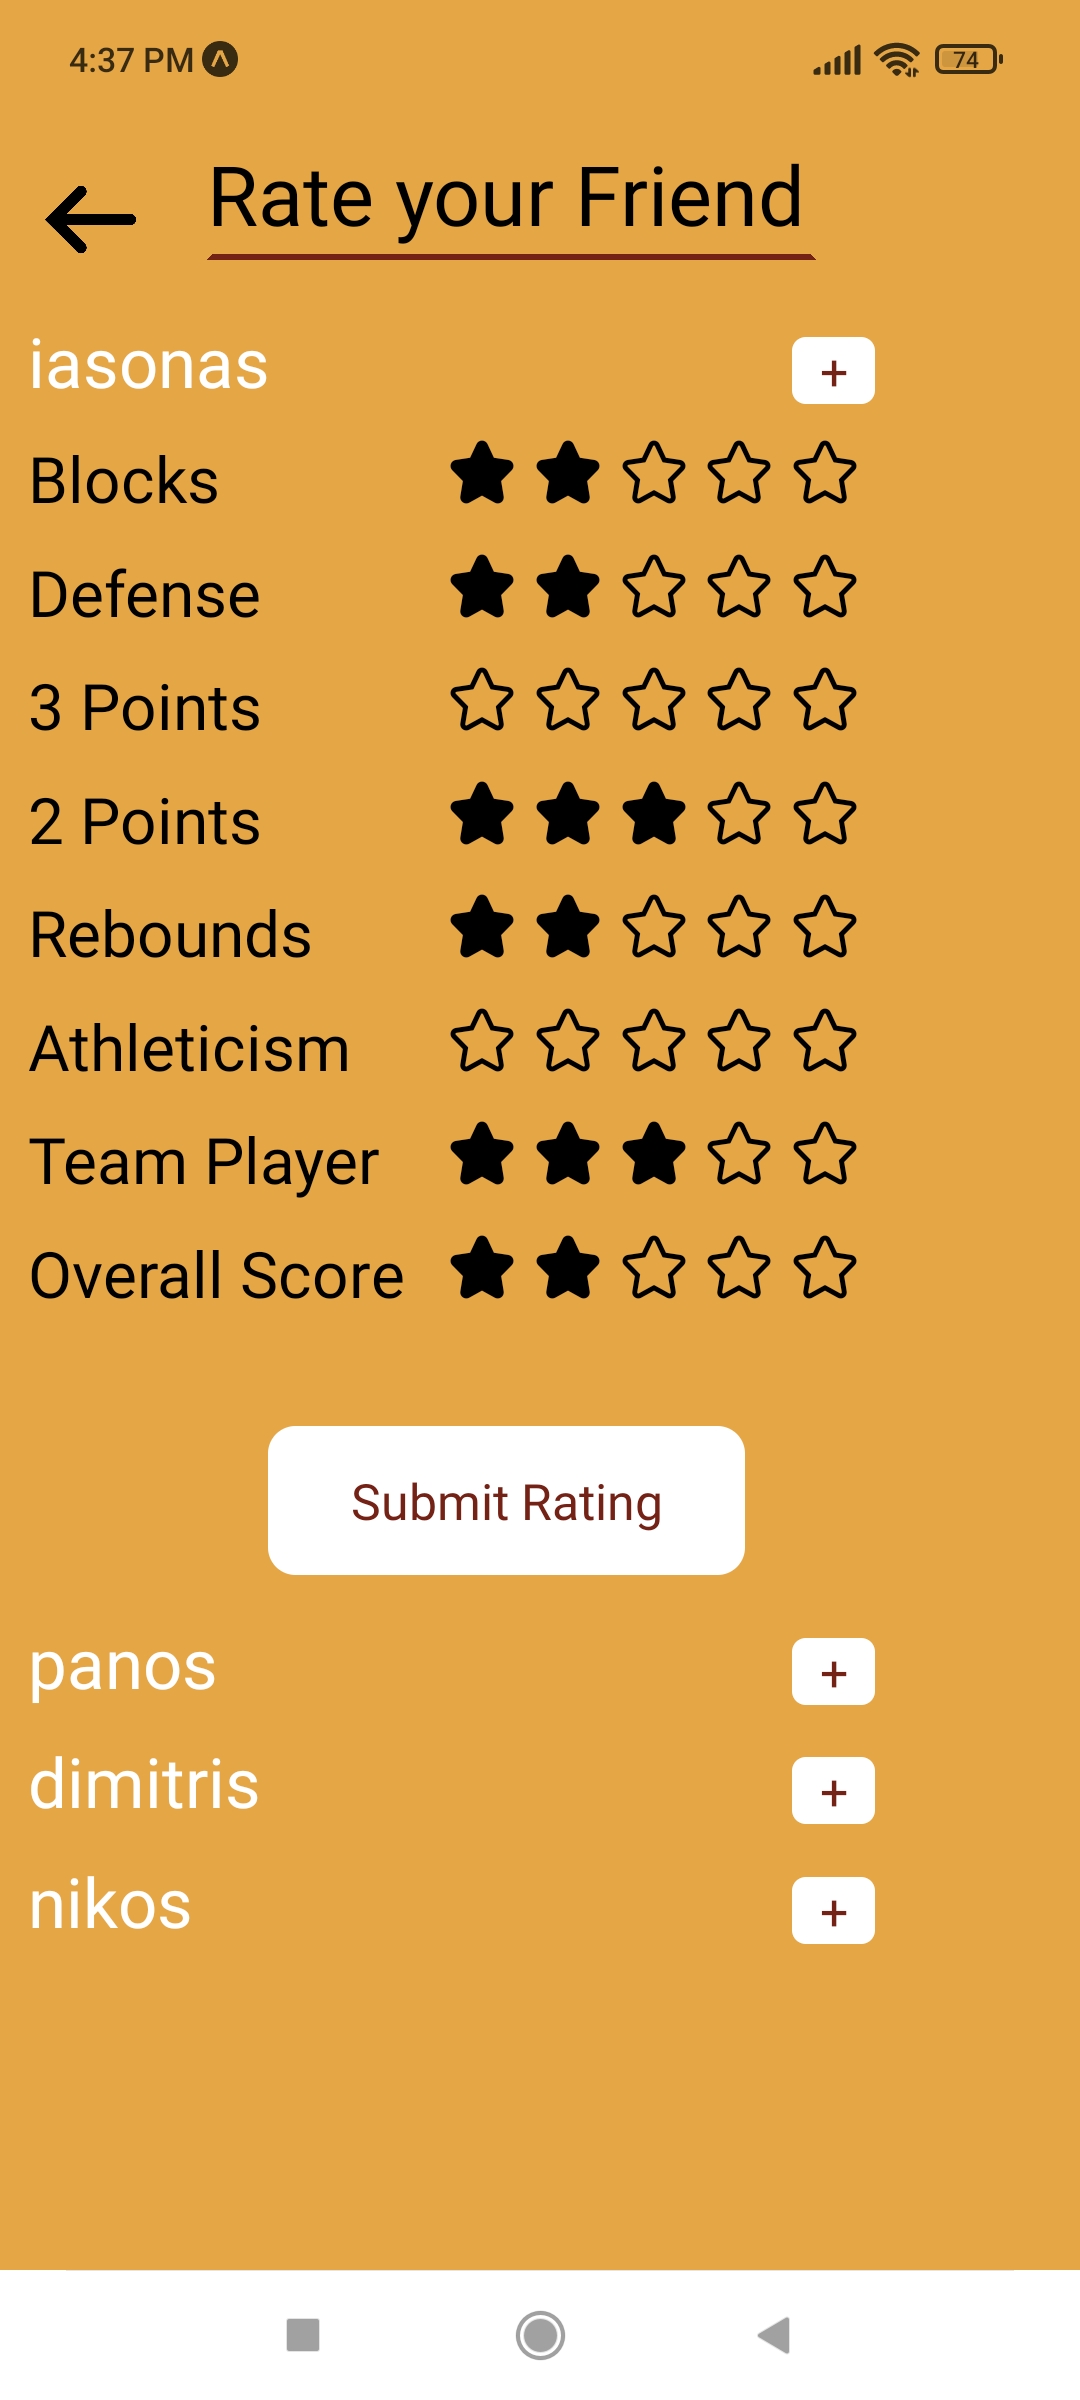 4:37 PM
74
Rate your Friend
iasonas +
Blocks
Defense
3 Points
2 Points
Rebounds
Athleticism
Team Player
Overall Score
Submit Rating
panos +
dimitris +
nikos +